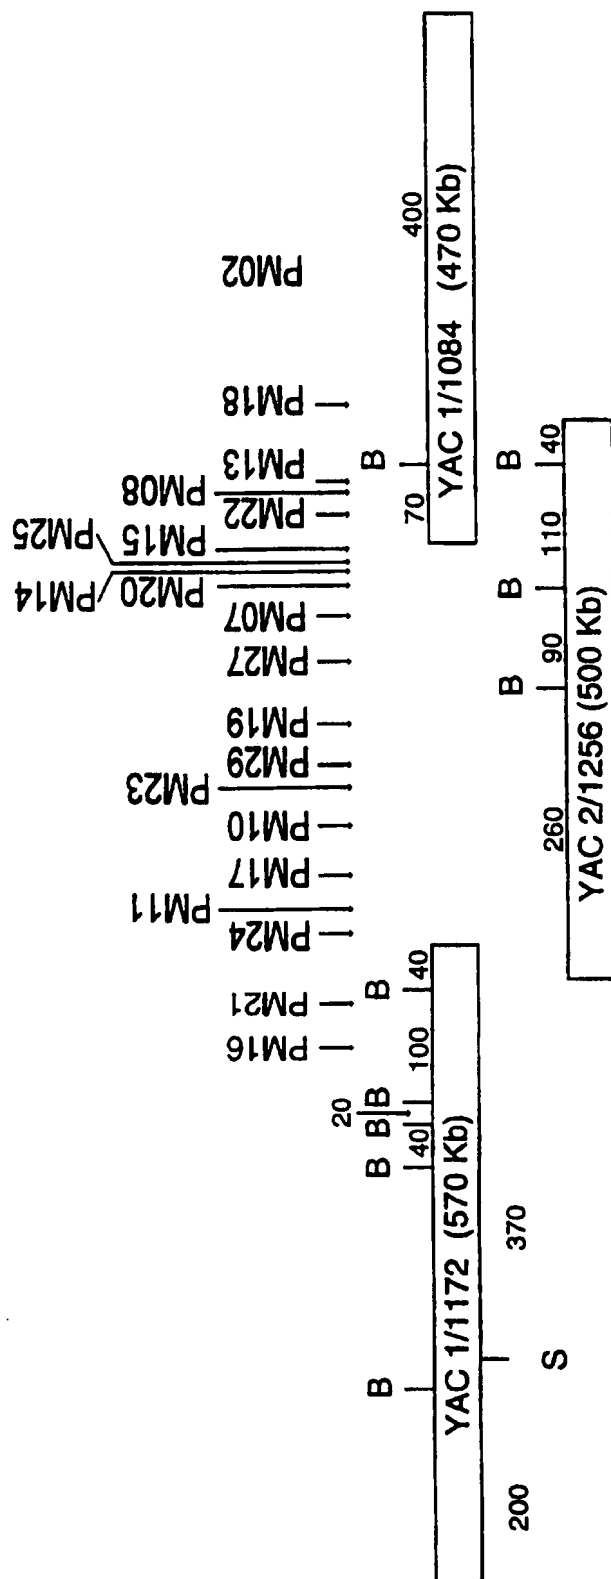 PM02
PM18
PM13
PM08
PM22
PM15
PM25
PM14
PM20
PM07
PM27
PM19
PM29
PM23
PM10
PM17
PM11
PM24
PM21
PM16
B
B
B
B
B
B
20
40
100
40
70
400
YAC 1/1172 (570 Kb)
YAC 1/1084 (470 Kb)
200
370
S
B
B
B
260
90
110
40
YAC 2/1256 (500 Kb)